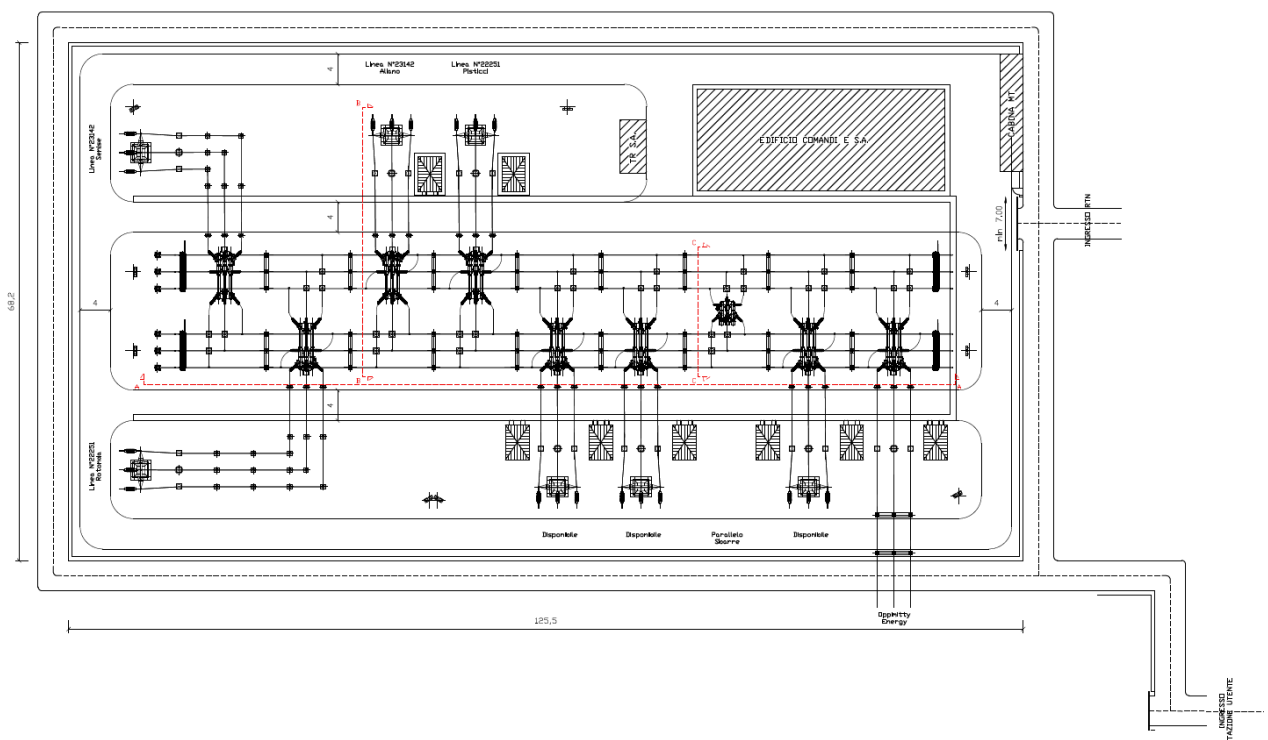 Linea N°23142
Aliano
Linea N°22251
Pisticci
4
B
B
Linea N°23142
Senise
TR S.A.
EDIFICIO COMANDI E S.A.
CABINA MT
4
min 7,00
INGRESSO RTN
C
C
68,2
4
4
A
A
B
B
C
C
4
Linea N°22251
Rotonda
Disponibile
Disponibile
Parallelo
Sbarre
Disponibile
125,5
Energy
INGRESSO
STAZIONE UTENTE